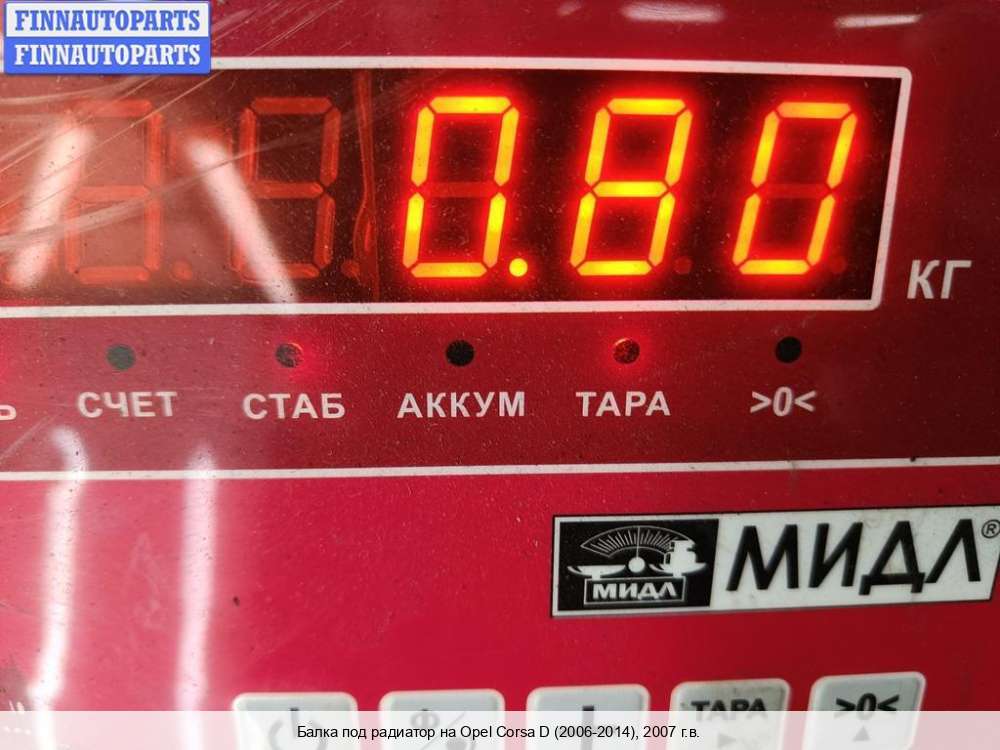 FINNAUTOPARTS
FINNAUTOPARTS
0.80
КГ
СЧЕТ СТАБ АККУМ ТАРА >0<
МИДЛ МИДЛ®
ТАРА >0<
Балка под радиатор на Opel Corsa D (2006-2014), 2007 г.в.